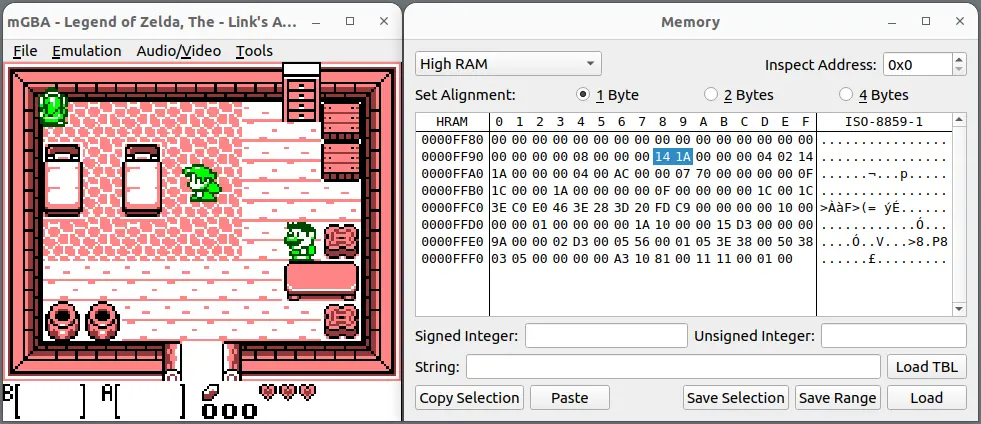 mGBA - Legend of Zelda, The - Link's A...
File Emulation Audio/Video Tools
B A
000
Memory
High RAM Inspect Address: 0x0
Set Alignment: 1 Byte 2 Bytes 4 Bytes
HRAM 0 1 2 3 4 5 6 7 8 9 A B C D E F ISO-8859-1
0000FF80 00 00 00 00 00 00 00 00 00 00 00 00 00 00 00 00 ................
0000FF90 00 00 00 00 08 00 00 00 14 1A 00 00 00 04 02 14 ................
0000FFA0 1A 00 00 00 04 00 AC 00 00 07 70 00 00 00 00 0F ......¬...p.....
0000FFB0 1C 00 00 1A 00 00 00 00 0F 00 00 00 00 1C 00 1C ................
0000FFC0 3E C0 E0 46 3E 28 3D 20 FD C9 00 00 00 00 10 00 >ÀàF>(= ýÉ......
0000FFD0 00 00 01 00 00 00 00 1A 10 00 00 15 D3 00 00 00 ............Ó...
0000FFE0 9A 00 00 02 D3 00 05 56 00 01 05 3E 38 00 50 38 ....Ó..V...>8.P8
0000FFF0 03 05 00 00 00 00 A3 10 81 00 11 11 00 01 00 ......£........
Signed Integer: Unsigned Integer:
String: Load TBL
Copy Selection Paste Save Selection Save Range Load